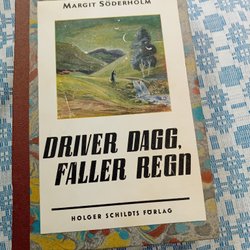 MARGIT SÖDERHOLM
DRIVER DAGG,
FALLER REGN
HOLGER SCHILDTS FÖRLAG